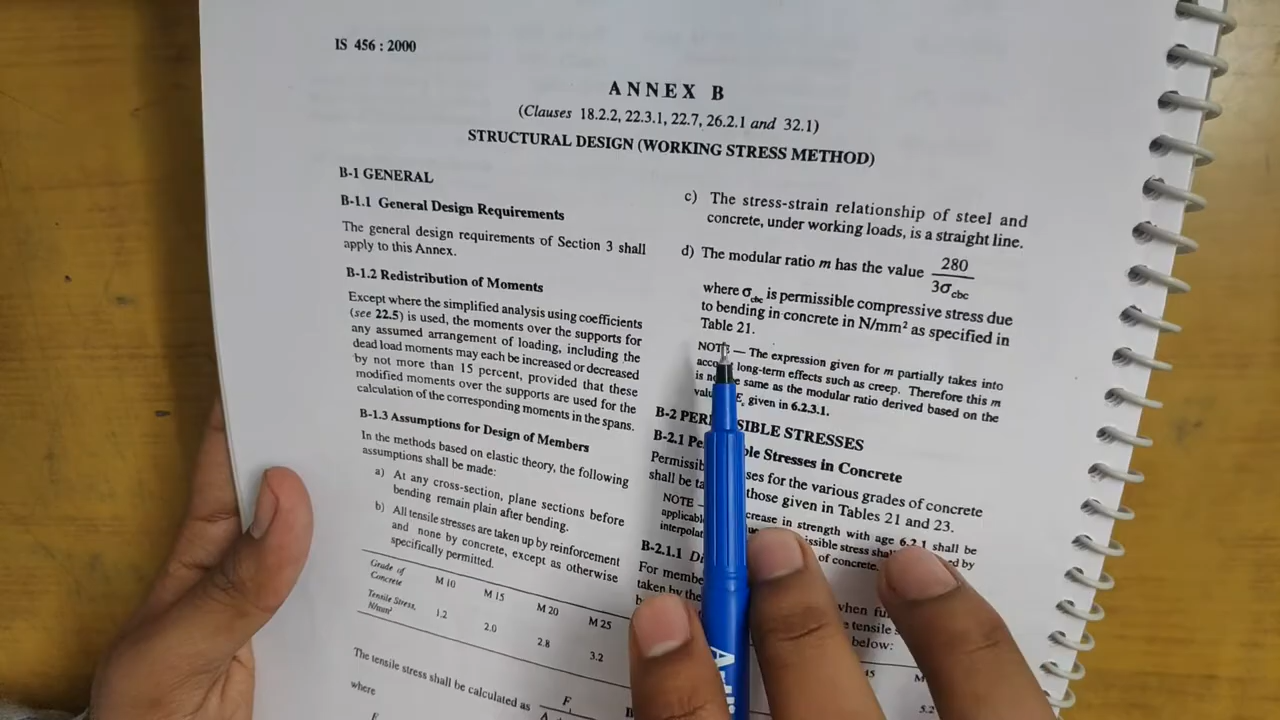 IS 456 : 2000
ANNEX B
(Clauses 18.2.2, 22.3.1, 22.7, 26.2.1 and 32.1)
STRUCTURAL DESIGN (WORKING STRESS METHOD)
B-1 GENERAL
B-1.1 General Design Requirements
The general design requirements of Section 3 shall
apply to this Annex.
B-1.2 Redistribution of Moments
Except where the simplified analysis using coefficients
(see 22.5) is used, the moments over the supports for
any assumed arrangement of loading, including the
dead load moments may each be increased or decreased
by not more than 15 percent, provided that these
modified moments over the supports are used for the
calculation of the corresponding moments in the spans.
B-1.3 Assumptions for Design of Members
In the methods based on elastic theory, the following
assumptions shall be made:
a) At any cross-section, plane sections before
bending remain plain after bending.
b) All tensile stresses are taken up by reinforcement
and none by concrete, except as otherwise
specifically permitted.
Grade of
Concrete
M 10 M 15 M 20 M 25
Tensile Stress,
N/mm²
1.2 2.0 2.8 3.2
The tensile stress shall be calculated as
where
c) The stress-strain relationship of steel and
concrete, under working loads, is a straight line.
d) The modular ratio m has the value 280
3σcbc
where σcbc is permissible compressive stress due
to bending in concrete in N/mm² as specified in
Table 21.
NOTE — The expression given for m partially takes into
long-term effects such as creep. Therefore this m
is same as the modular ratio derived based on the
given in 6.2.3.1.
B-2 STRESSES
B-2.1 Stresses in Concrete
for the various grades of concrete
shall be those given in Tables 21 and 23.
NOTE
in strength with age 6.2.1 shall be
of concrete.
B-2.1.1
For
taken by the
below:
5.2